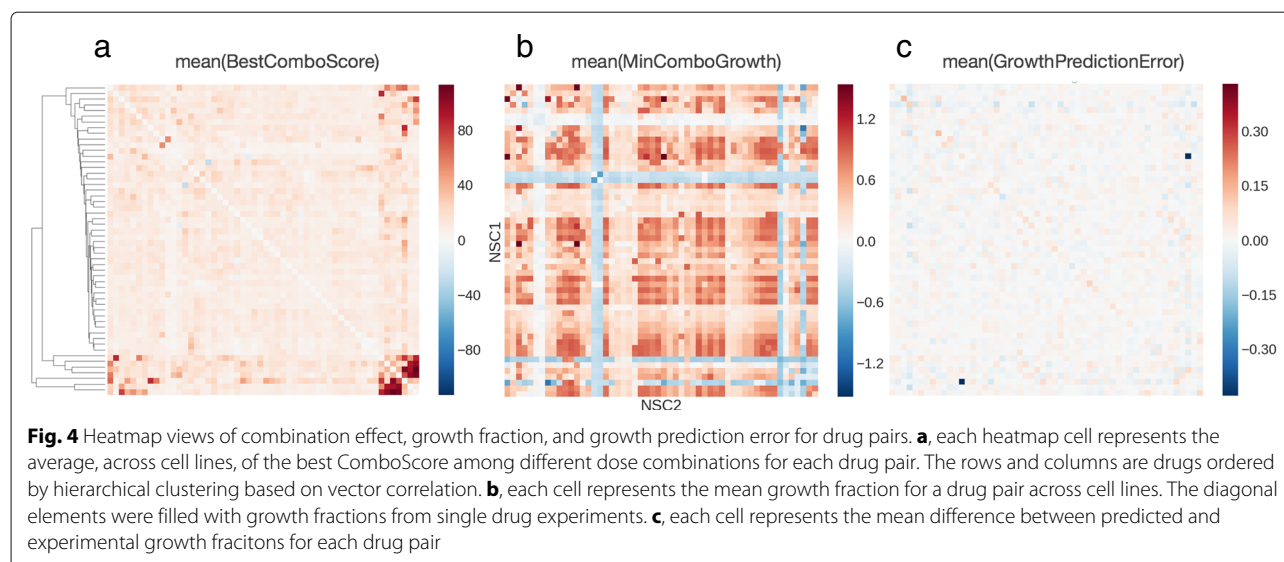 a
mean(BestComboScore)
80
40
0
−40
−80
b
mean(MinComboGrowth)
NSC1
NSC2
1.2
0.6
0.0
−0.6
−1.2
c
mean(GrowthPredictionError)
0.30
0.15
0.00
−0.15
−0.30
Fig. 4 Heatmap views of combination effect, growth fraction, and growth prediction error for drug pairs. a, each heatmap cell represents the
average, across cell lines, of the best ComboScore among different dose combinations for each drug pair. The rows and columns are drugs ordered
by hierarchical clustering based on vector correlation. b, each cell represents the mean growth fraction for a drug pair across cell lines. The diagonal
elements were filled with growth fractions from single drug experiments. c, each cell represents the mean difference between predicted and
experimental growth fracitons for each drug pair